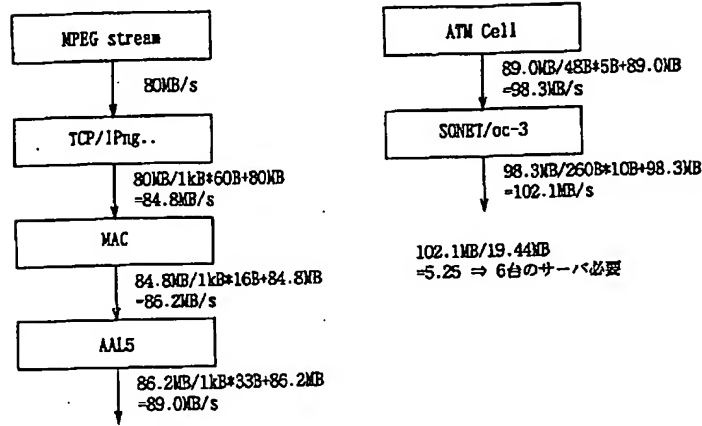 MPEG stream
80MB/s
TCP/IPng..
80MB/1kB*60B+80MB
=84.8MB/s
MAC
84.8MB/1kB*16B+84.8MB
=86.2MB/s
AAL5
86.2MB/1kB*33B+86.2MB
=89.0MB/s
ATM Cell
89.0MB/48B*5B+89.0MB
=98.3MB/s
SONET/oc-3
98.3MB/260B*10B+98.3MB
=102.1MB/s
102.1MB/19.44MB
=5.25 ⇒ 6台のサーバ必要